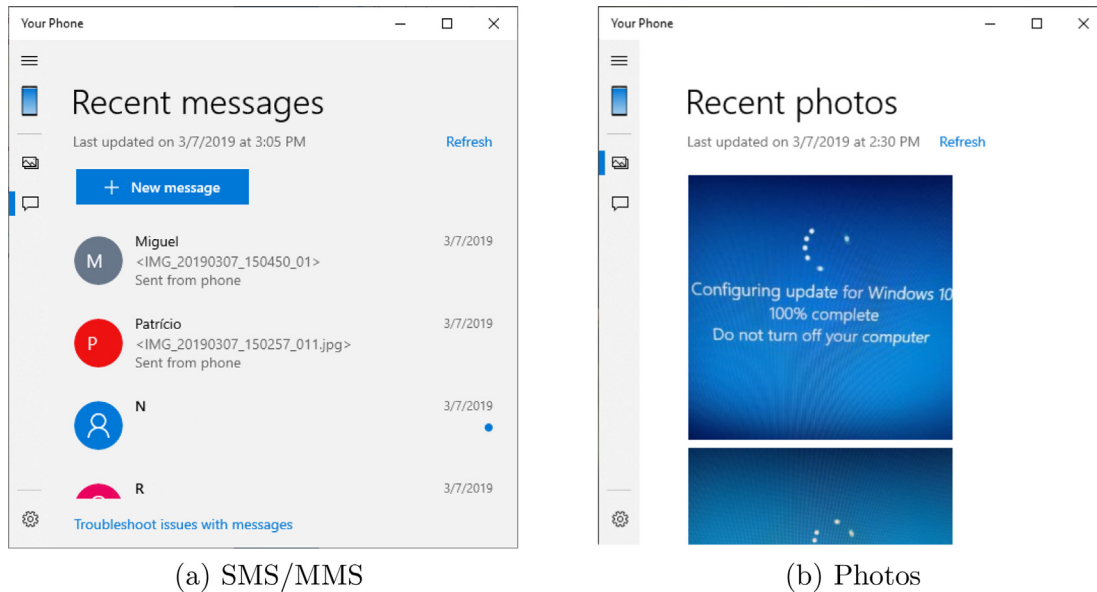 Your Phone
Recent messages
Last updated on 3/7/2019 at 3:05 PM
Refresh
+ New message
M
Miguel
3/7/2019
<IMG_20190307_150450_01>
Sent from phone
P
Patrício
3/7/2019
<IMG_20190307_150257_011.jpg>
Sent from phone
N
3/7/2019
R
3/7/2019
Troubleshoot issues with messages
(a) SMS/MMS
Your Phone
Recent photos
Last updated on 3/7/2019 at 2:30 PM
Refresh
Configuring update for Windows 10
100% complete
Do not turn off your computer
(b) Photos